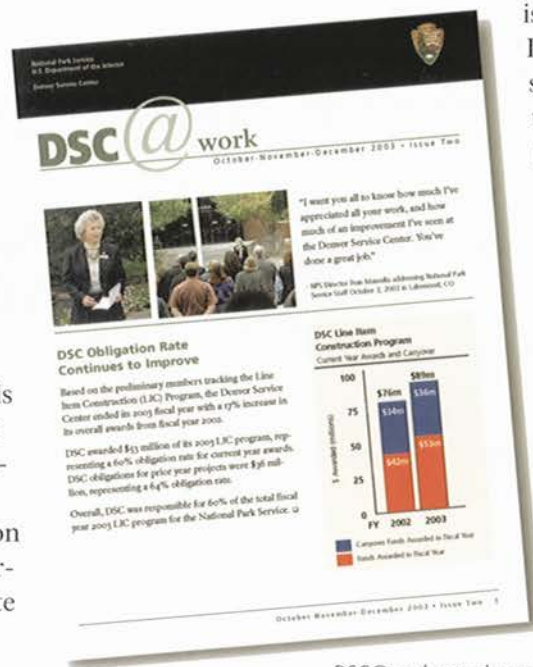 National Park Service
U.S. Department of the Interior
Denver Service Center
DSC@work
October-November-December 2003 • Issue Two
"I want you all to know how much I've
appreciated all your work, and how
much of an improvement I've seen at
the Denver Service Center. You've
done a great job."
- NPS Director Fran Mainella addressing National Park
Service Staff October 2, 2003 in Lakewood, CO
DSC Obligation Rate
Continues to Improve
Based on the preliminary numbers tracking the Line
Item Construction (LIC) Program, the Denver Service
Center ended its 2003 fiscal year with a 17% increase in
its overall awards from fiscal year 2002.
DSC awarded $53 million of its 2003 LIC program, rep-
resenting a 60% obligation rate for current year awards.
DSC obligations for prior year projects were $36 mil-
lion, representing a 64% obligation rate.
Overall, DSC was responsible for 60% of the total fiscal
year 2003 LIC program for the National Park Service.
DSC Line Item
Construction Program
Current Year Awards and Carryover
$ Awarded (millions)
100
75
50
25
0
$76m
$89m
$34m
$36m
$42m
$53m
FY 2002 2003
Carryover Funds Awarded in Fiscal Year
Funds Awarded in Fiscal Year
October-November-December 2003 • Issue Two 1
on